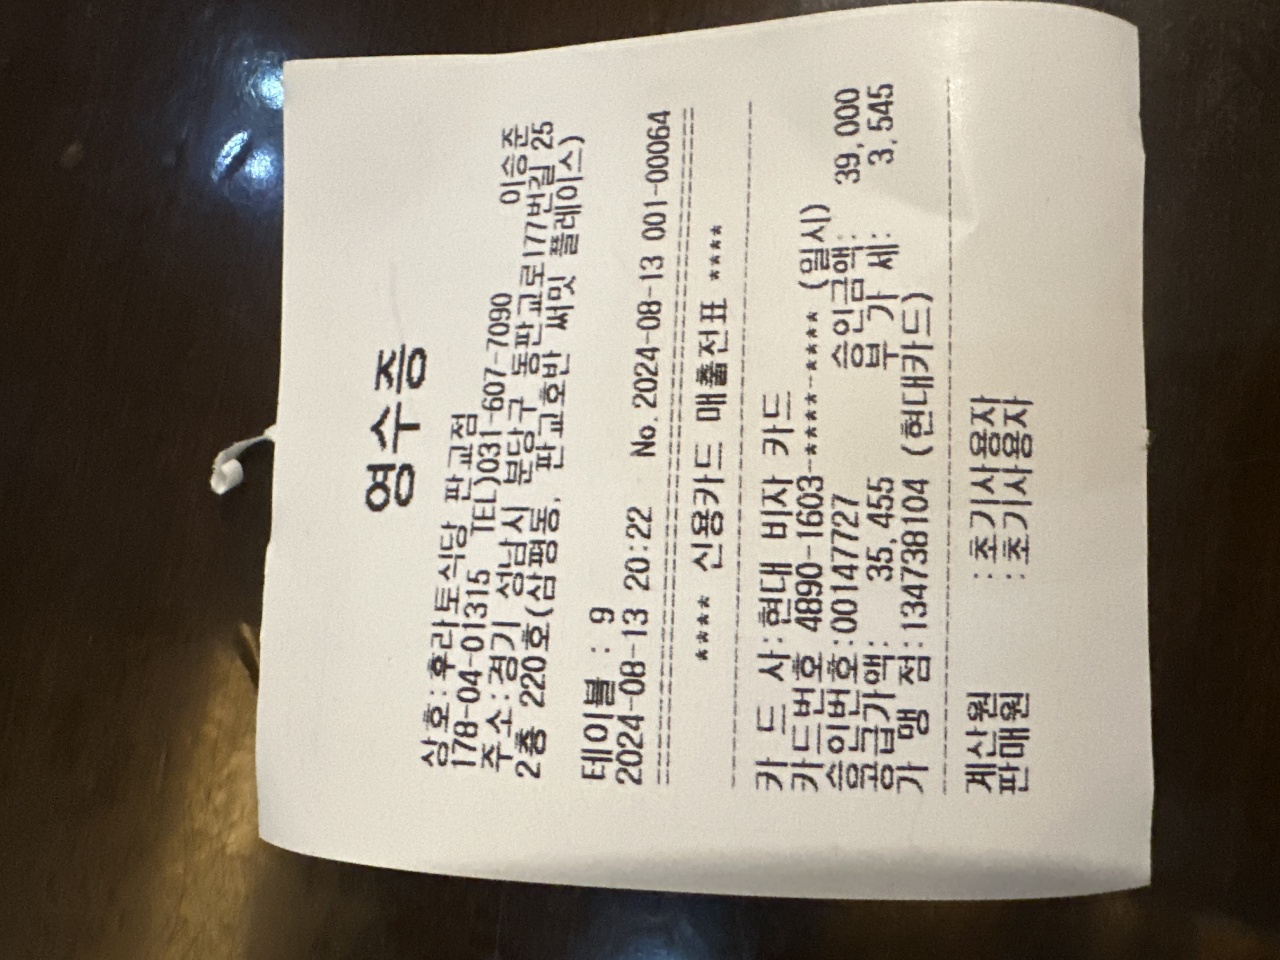 영수증
상호:후라토식당 판교점
178-04-01315 TEL)031-607-7090 이승준
주소:경기 성남시 분당구 동판교로177번길 25
2층 220호(삼평동, 판교호반 써밋 플레이스)
테이블 : 9
2024-08-13 20:22 No.2024-08-13 001-00064
================================================
**** 신용카드 매출전표 ****
------------------------------------------------
카 드 사:현대 비자 카드
카드번호 4890-1603-****-**** (일시)
승인번호:00147727 승인금액: 39,000
공급가액: 35,455 부 가 세: 3,545
가 맹 점:134738104 (현대카드)
------------------------------------------------
계산원 :초기사용자
판매원 :초기사용자